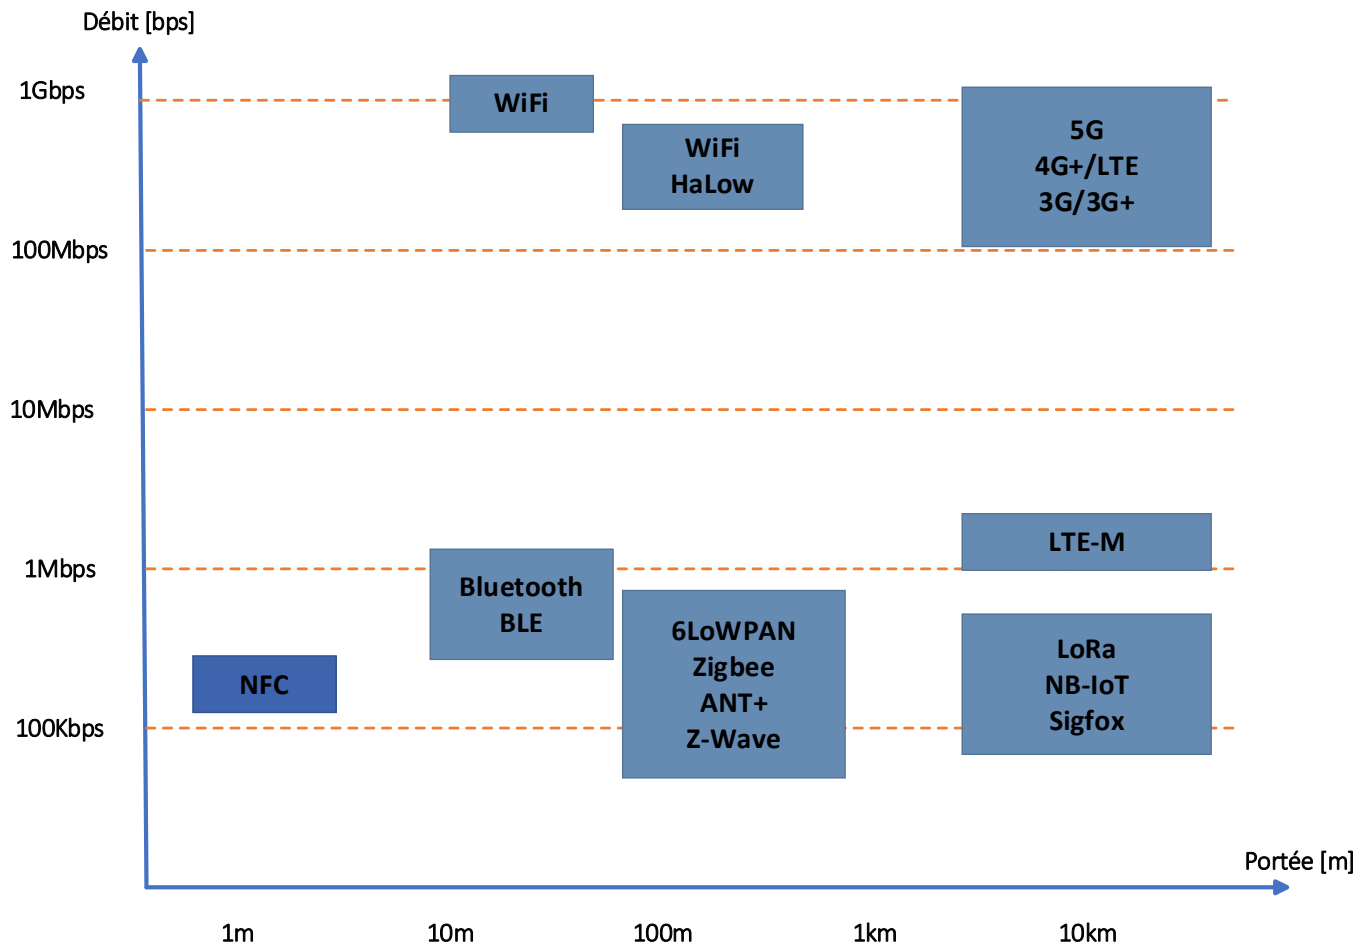 Débit [bps]
1Gbps
WiFi
WiFi
HaLow
5G
4G+/LTE
3G/3G+
100Mbps
10Mbps
1Mbps
Bluetooth
BLE
LTE-M
6LoWPAN
Zigbee
ANT+
Z-Wave
LoRa
NB-IoT
Sigfox
NFC
100Kbps
Portée [m]
1m
10m
100m
1km
10km